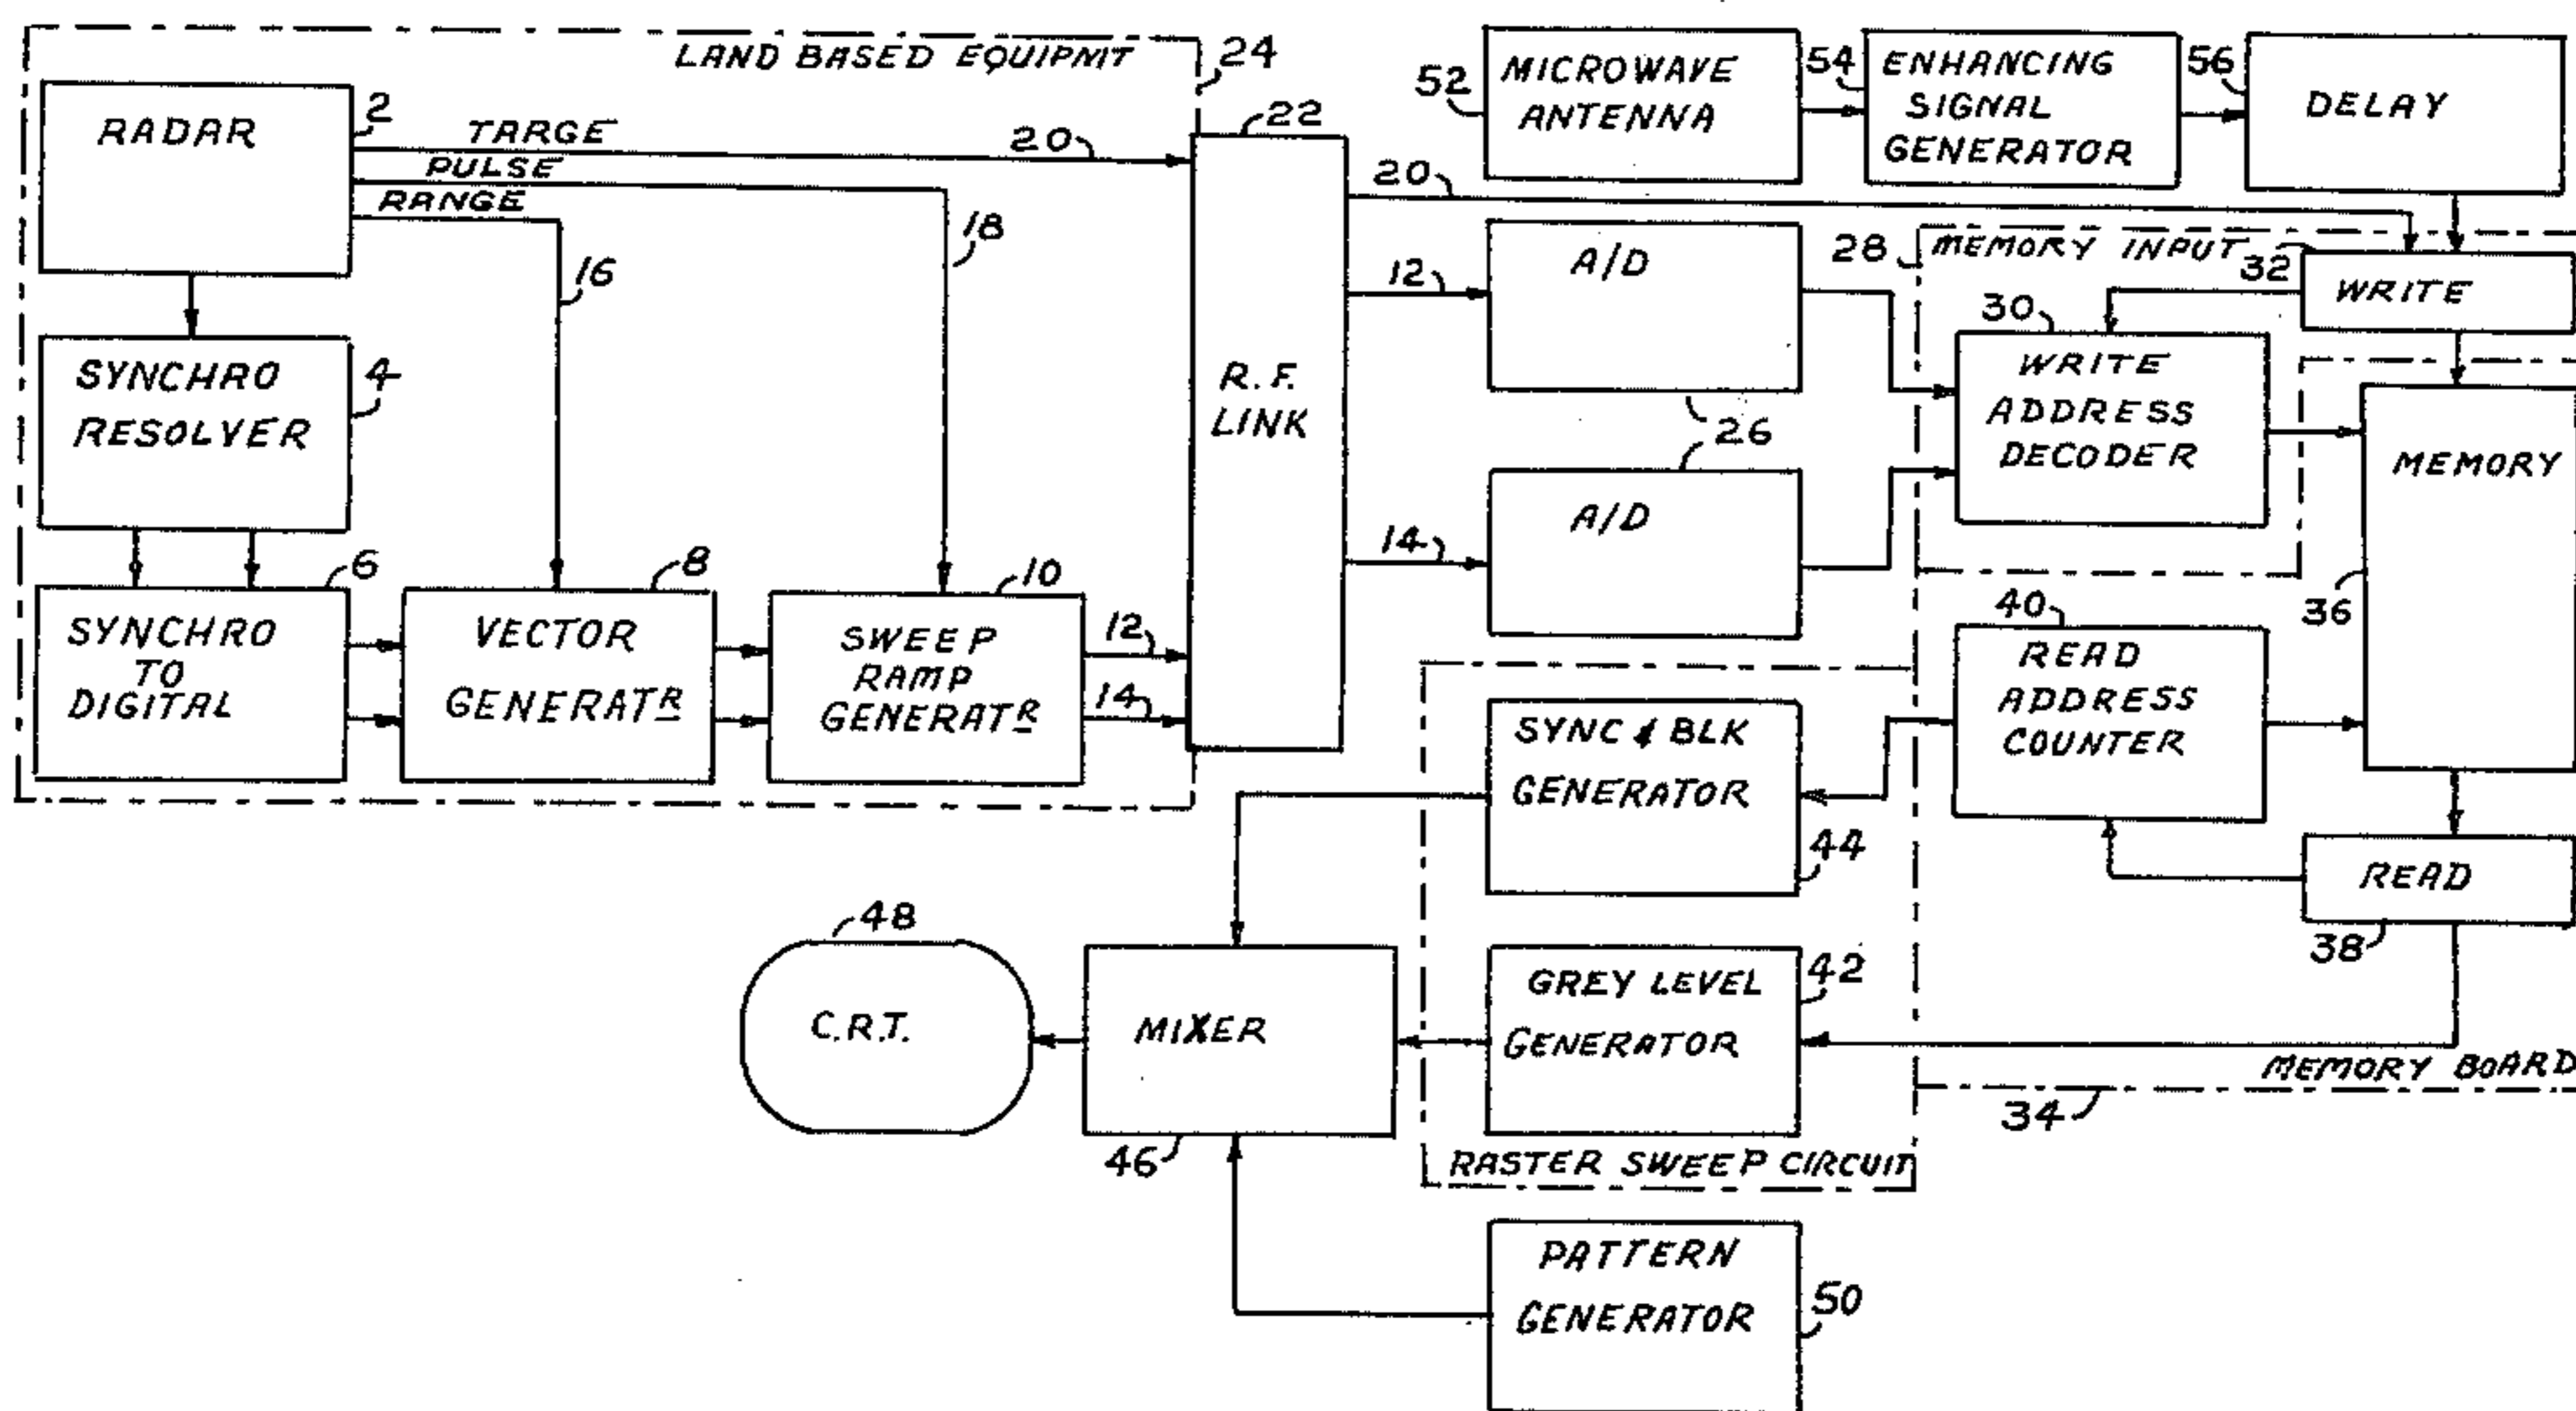 LAND BASED EQUIPMT
24
RADAR
2
TARGE
20
PULSE
RANGE
18
16
SYNCHRO
RESOLVER
4
SYNCHRO
TO
DIGITAL
6
VECTOR
GENERATR
8
SWEEP
RAMP
GENERATR
10
12
14
22
R.F.
LINK
52
MICROWAVE
ANTENNA
54
ENHANCING
SIGNAL
GENERATOR
56
DELAY
20
12
A/D
26
14
A/D
28
MEMORY INPUT
32
WRITE
30
WRITE
ADDRESS
DECODER
MEMORY
36
40
READ
ADDRESS
COUNTER
READ
38
MEMORY BOARD
34
SYNC & BLK
GENERATOR
44
GREY LEVEL
GENERATOR
42
RASTER SWEEP CIRCUIT
48
C.R.T.
MIXER
46
PATTERN
GENERATOR
50